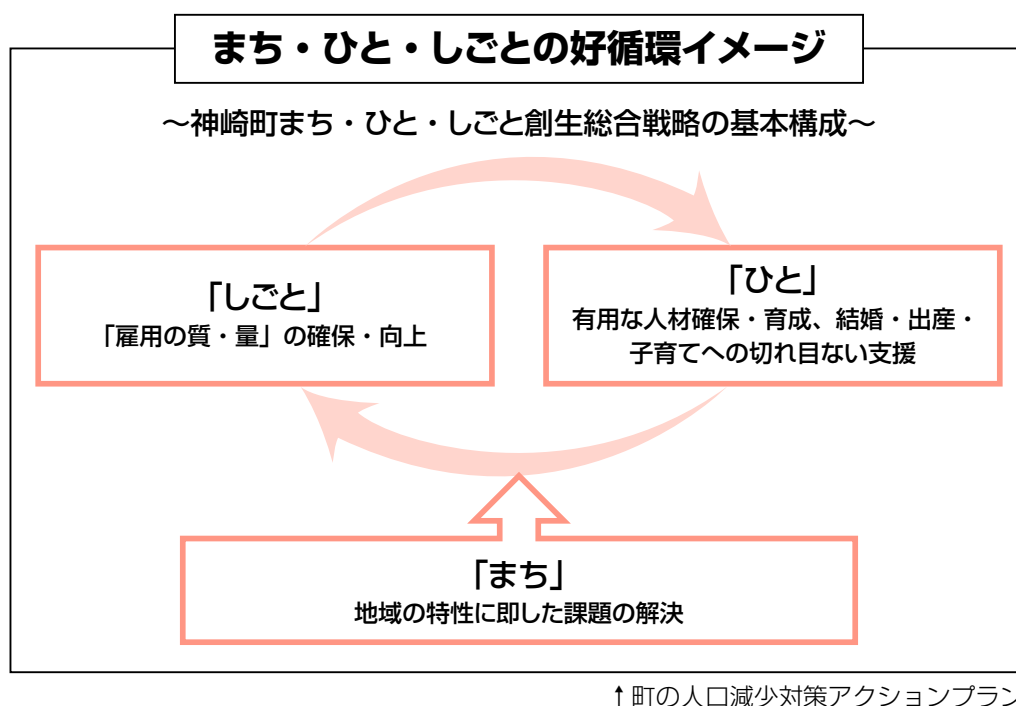 まち・ひと・しごとの好循環イメージ
～神崎町まち・ひと・しごと創生総合戦略の基本構成～
「しごと」
「雇用の質・量」の確保・向上
「ひと」
有用な人材確保・育成、結婚・出産・
子育てへの切れ目ない支援
「まち」
地域の特性に即した課題の解決
↑町の人口減少対策アクションプラン